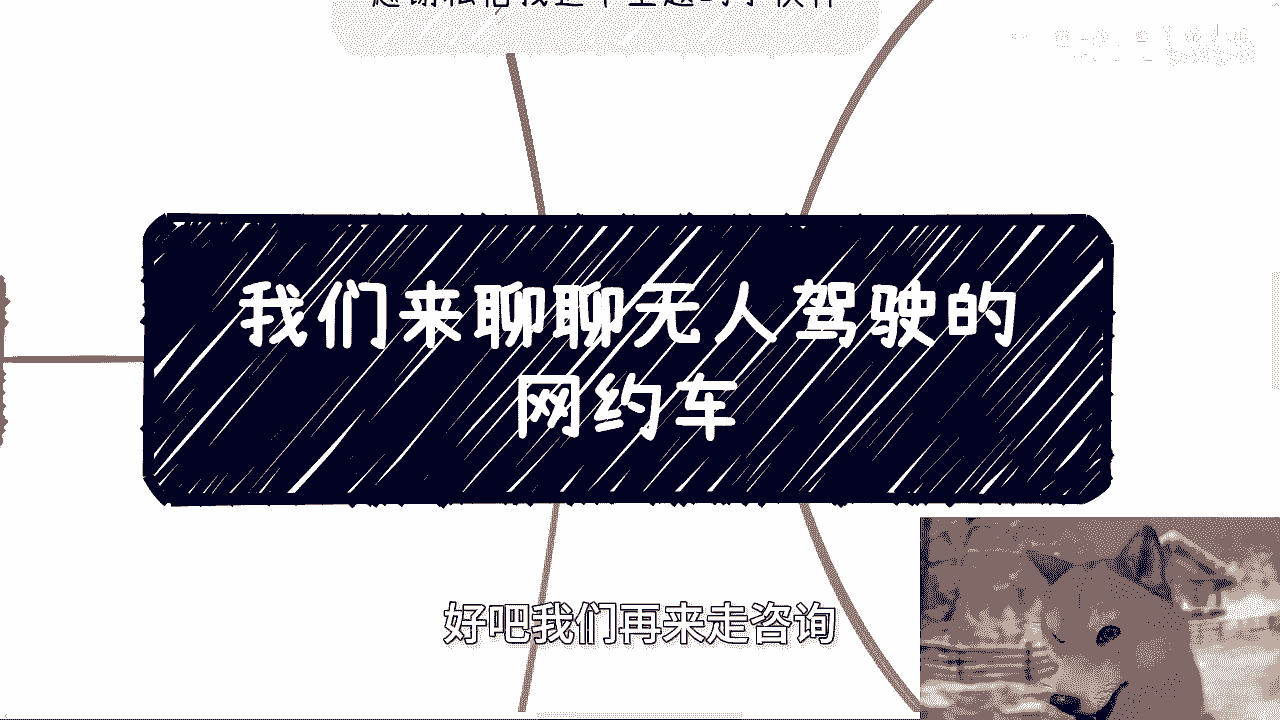 我们来聊聊无人驾驶的
网约车
好吧我们再来走咨询